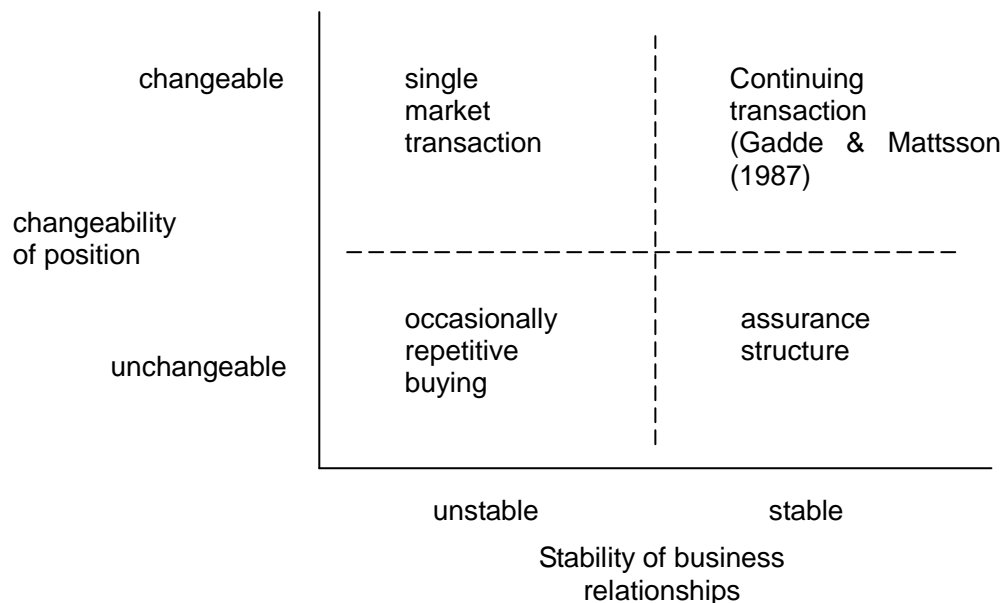 changeable
single
market
transaction
Continuing
transaction
(Gadde & Mattsson
(1987)
changeability
of position
occasionally
repetitive
buying
assurance
structure
unchangeable
unstable
stable
Stability of business
relationships